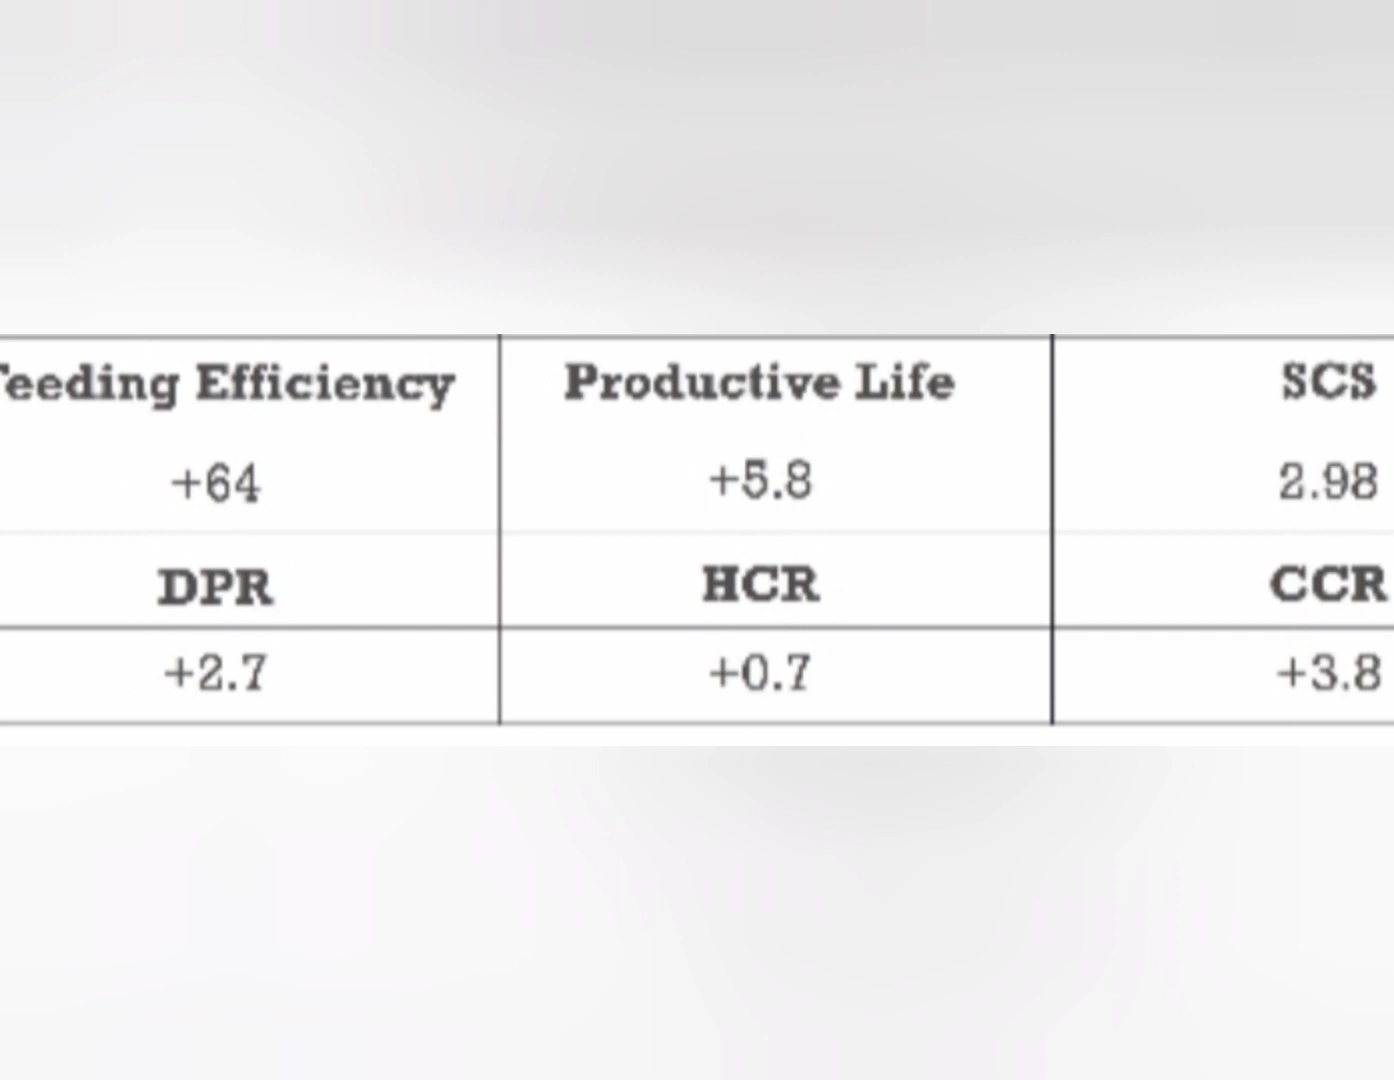 Feeding Efficiency Productive Life SCS
+64 +5.8 2.98
DPR HCR CCR
+2.7 +0.7 +3.8